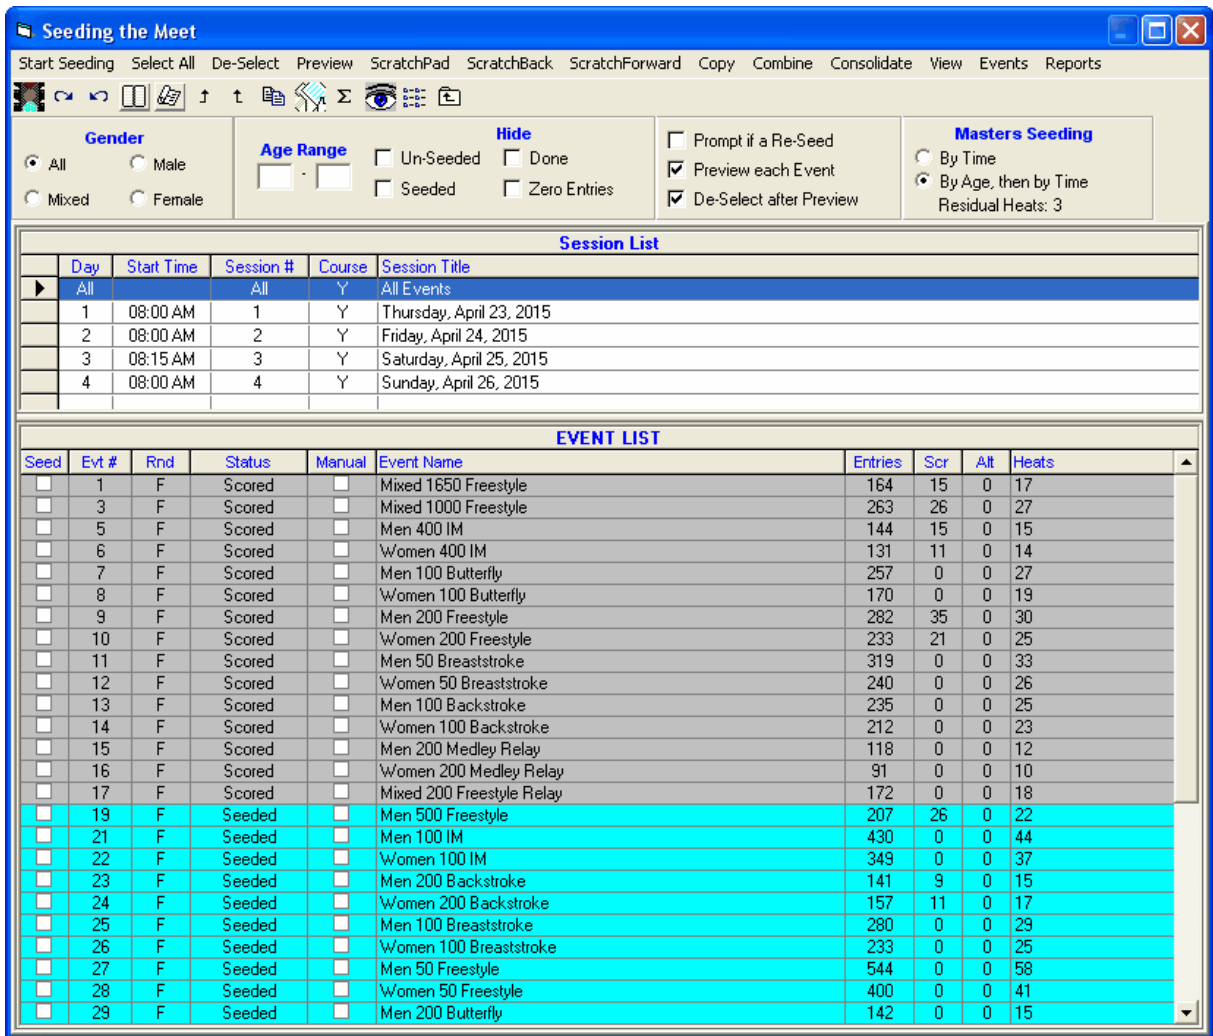 Seeding the Meet
Start Seeding Select All De-Select Preview ScratchPad ScratchBack ScratchForward Copy Combine Consolidate View Events Reports
Gender
All Male
Mixed Female
Age Range
-
Hide
Un-Seeded Done
Seeded Zero Entries
Prompt if a Re-Seed
Preview each Event
De-Select after Preview
Masters Seeding
By Time
By Age, then by Time
Residual Heats: 3
Session List
Day Start Time Session # Course Session Title
All All Y All Events
1 08:00 AM 1 Y Thursday, April 23, 2015
2 08:00 AM 2 Y Friday, April 24, 2015
3 08:15 AM 3 Y Saturday, April 25, 2015
4 08:00 AM 4 Y Sunday, April 26, 2015
EVENT LIST
Seed Evt # Rnd Status Manual Event Name Entries Scr Alt Heats
1 F Scored Mixed 1650 Freestyle 164 15 0 17
3 F Scored Mixed 1000 Freestyle 263 26 0 27
5 F Scored Men 400 IM 144 15 0 15
6 F Scored Women 400 IM 131 11 0 14
7 F Scored Men 100 Butterfly 257 0 0 27
8 F Scored Women 100 Butterfly 170 0 0 19
9 F Scored Men 200 Freestyle 282 35 0 30
10 F Scored Women 200 Freestyle 233 21 0 25
11 F Scored Men 50 Breaststroke 319 0 0 33
12 F Scored Women 50 Breaststroke 240 0 0 26
13 F Scored Men 100 Backstroke 235 0 0 25
14 F Scored Women 100 Backstroke 212 0 0 23
15 F Scored Men 200 Medley Relay 118 0 0 12
16 F Scored Women 200 Medley Relay 91 0 0 10
17 F Scored Mixed 200 Freestyle Relay 172 0 0 18
19 F Seeded Men 500 Freestyle 207 26 0 22
21 F Seeded Men 100 IM 430 0 0 44
22 F Seeded Women 100 IM 349 0 0 37
23 F Seeded Men 200 Backstroke 141 9 0 15
24 F Seeded Women 200 Backstroke 157 11 0 17
25 F Seeded Men 100 Breaststroke 280 0 0 29
26 F Seeded Women 100 Breaststroke 233 0 0 25
27 F Seeded Men 50 Freestyle 544 0 0 58
28 F Seeded Women 50 Freestyle 400 0 0 41
29 F Seeded Men 200 Butterfly 142 0 0 15